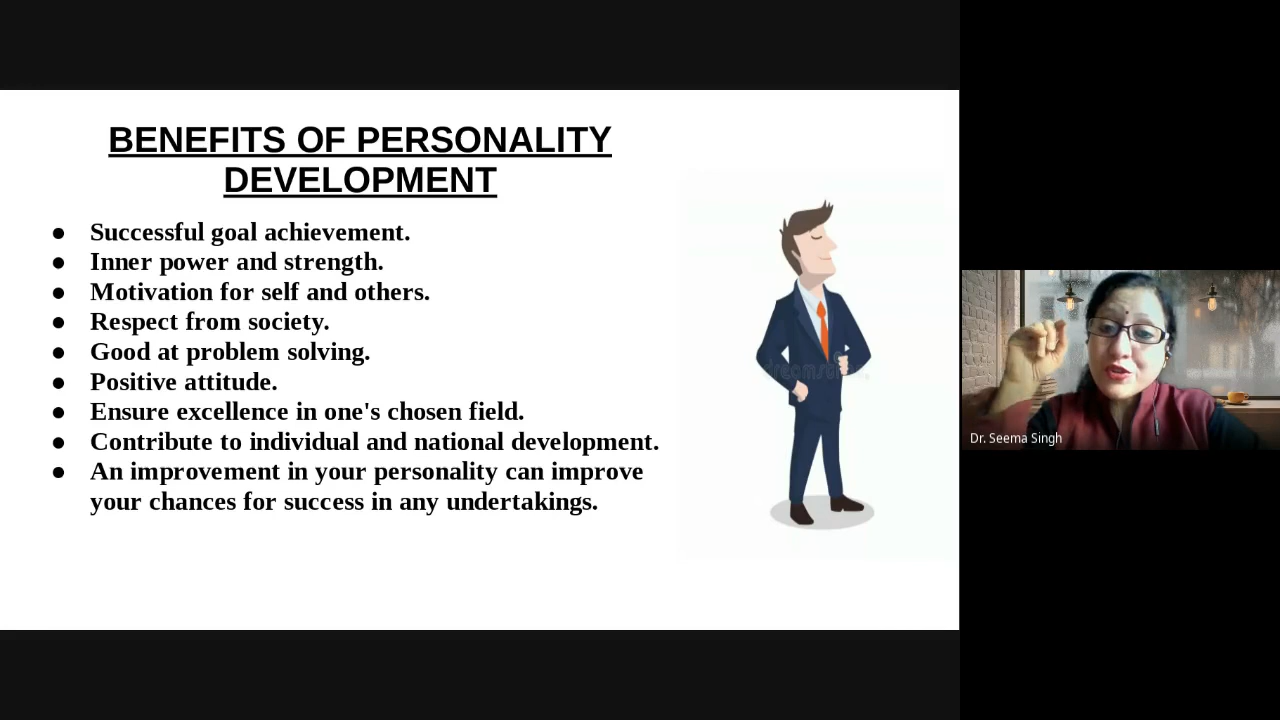 BENEFITS OF PERSONALITY
DEVELOPMENT
● Successful goal achievement.
● Inner power and strength.
● Motivation for self and others.
● Respect from society.
● Good at problem solving.
● Positive attitude.
● Ensure excellence in one's chosen field.
● Contribute to individual and national development.
● An improvement in your personality can improve
your chances for success in any undertakings.
Dr. Seema Singh